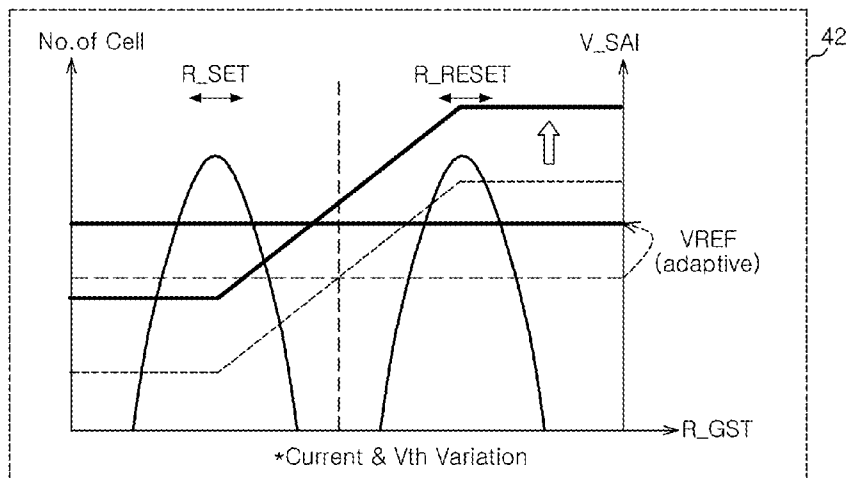 No.of Cell
V_SAI
42
R_SET
R_RESET
VREF
(adaptive)
R_GST
*Current & Vth Variation